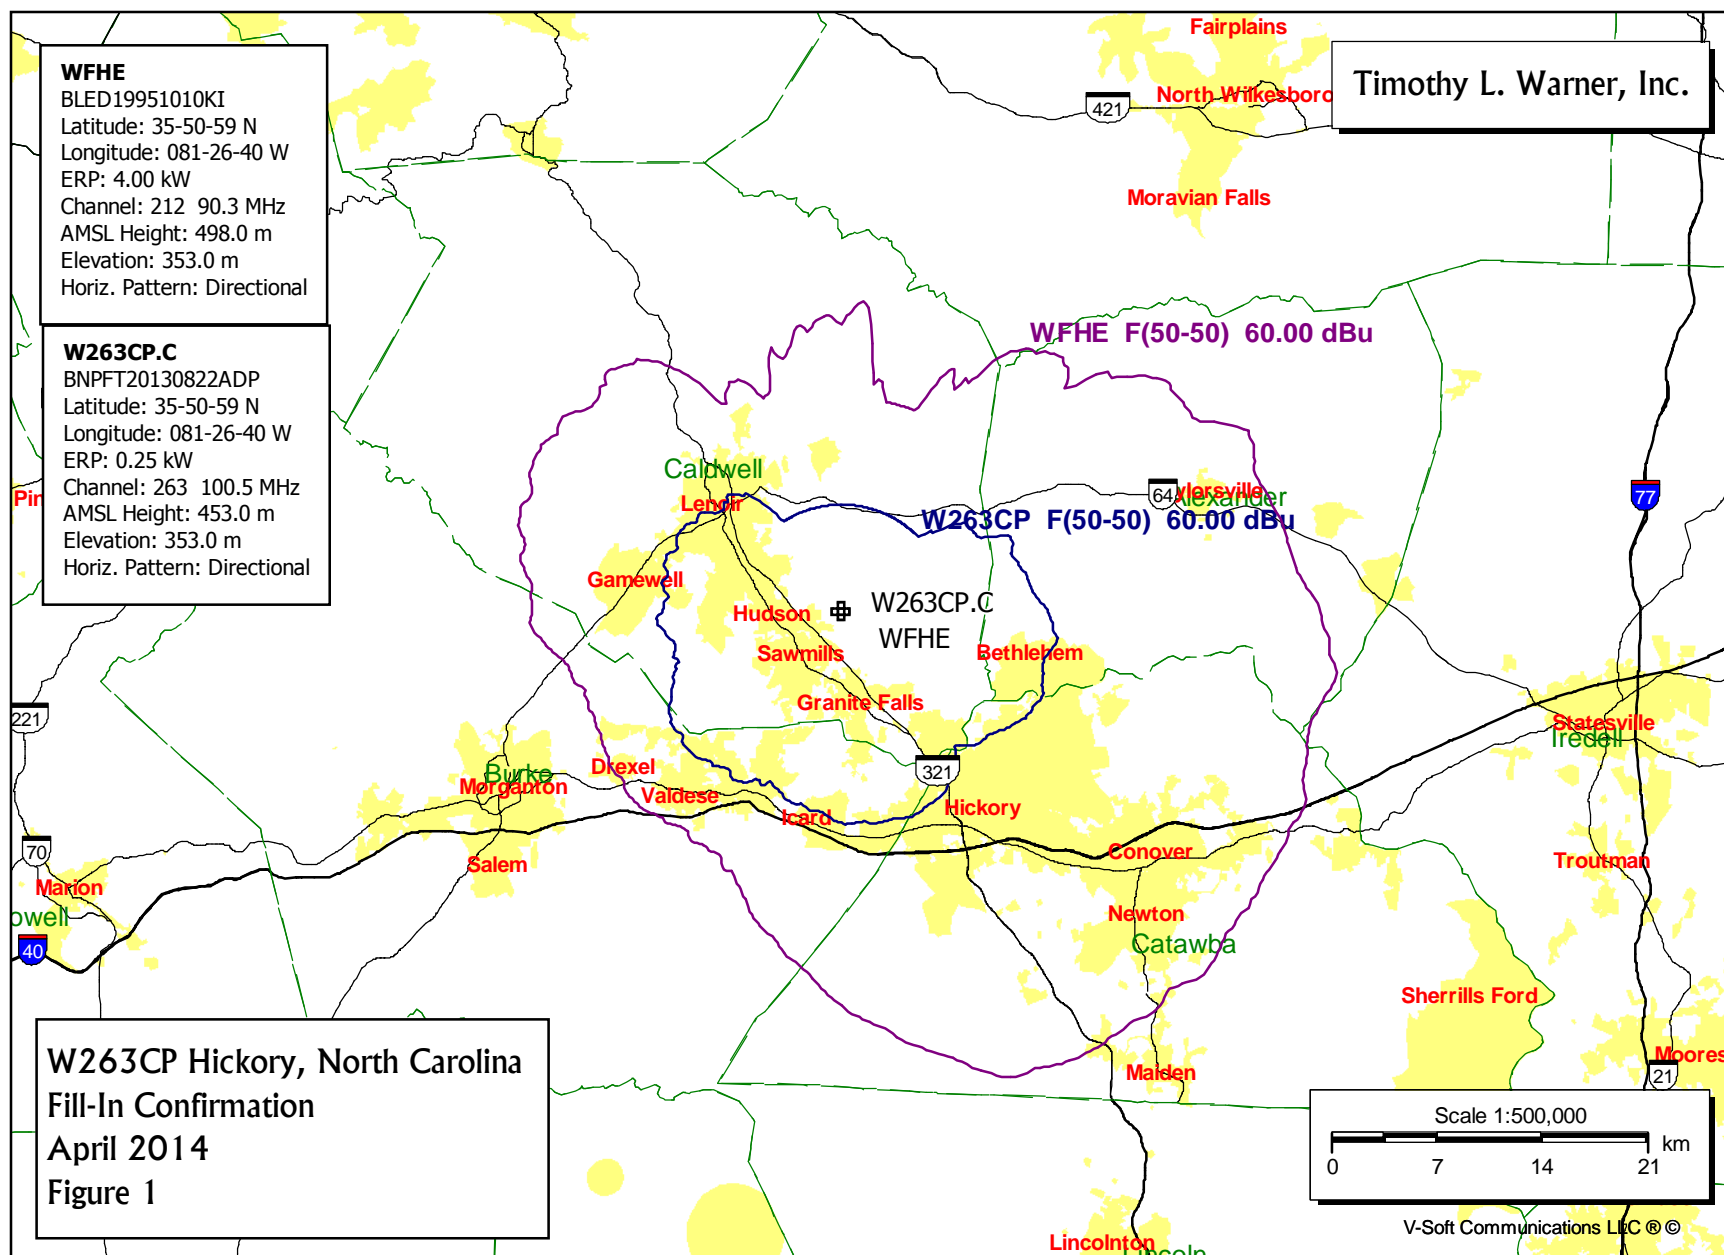 WFHE
BLED19951010KI
Latitude: 35-50-59 N
Longitude: 081-26-40 W
ERP: 4.00 kW
Channel: 212 90.3 MHz
AMSL Height: 498.0 m
Elevation: 353.0 m
Horiz. Pattern: Directional
W263CP.C
BNPFT20130822ADP
Latitude: 35-50-59 N
Longitude: 081-26-40 W
ERP: 0.25 kW
Channel: 263 100.5 MHz
AMSL Height: 453.0 m
Elevation: 353.0 m
Horiz. Pattern: Directional
Fairplains
Timothy L. Warner, Inc.
North Wilkesboro
421
Moravian Falls
WFHE F(50-50) 60.00 dBu
Caldwell
Lenoir
64
ylorsville
Alexander
77
Pin
W263CP F(50-50) 60.00 dBu
Gamewell
Hudson
W263CP.C
WFHE
Sawmills
Bethlehem
Granite Falls
221
Statesville
Iredell
Drexel
321
Burke
Morganton
Valdese
Icard
Hickory
70
Conover
Salem
Troutman
Marion
owell
40
Newton
Catawba
Sherrills Ford
Moores
21
Maiden
W263CP Hickory, North Carolina
Fill-In Confirmation
April 2014
Figure 1
Scale 1:500,000
km
0 7 14 21
V-Soft Communications LLC ® ©
Lincolnton
Lincoln